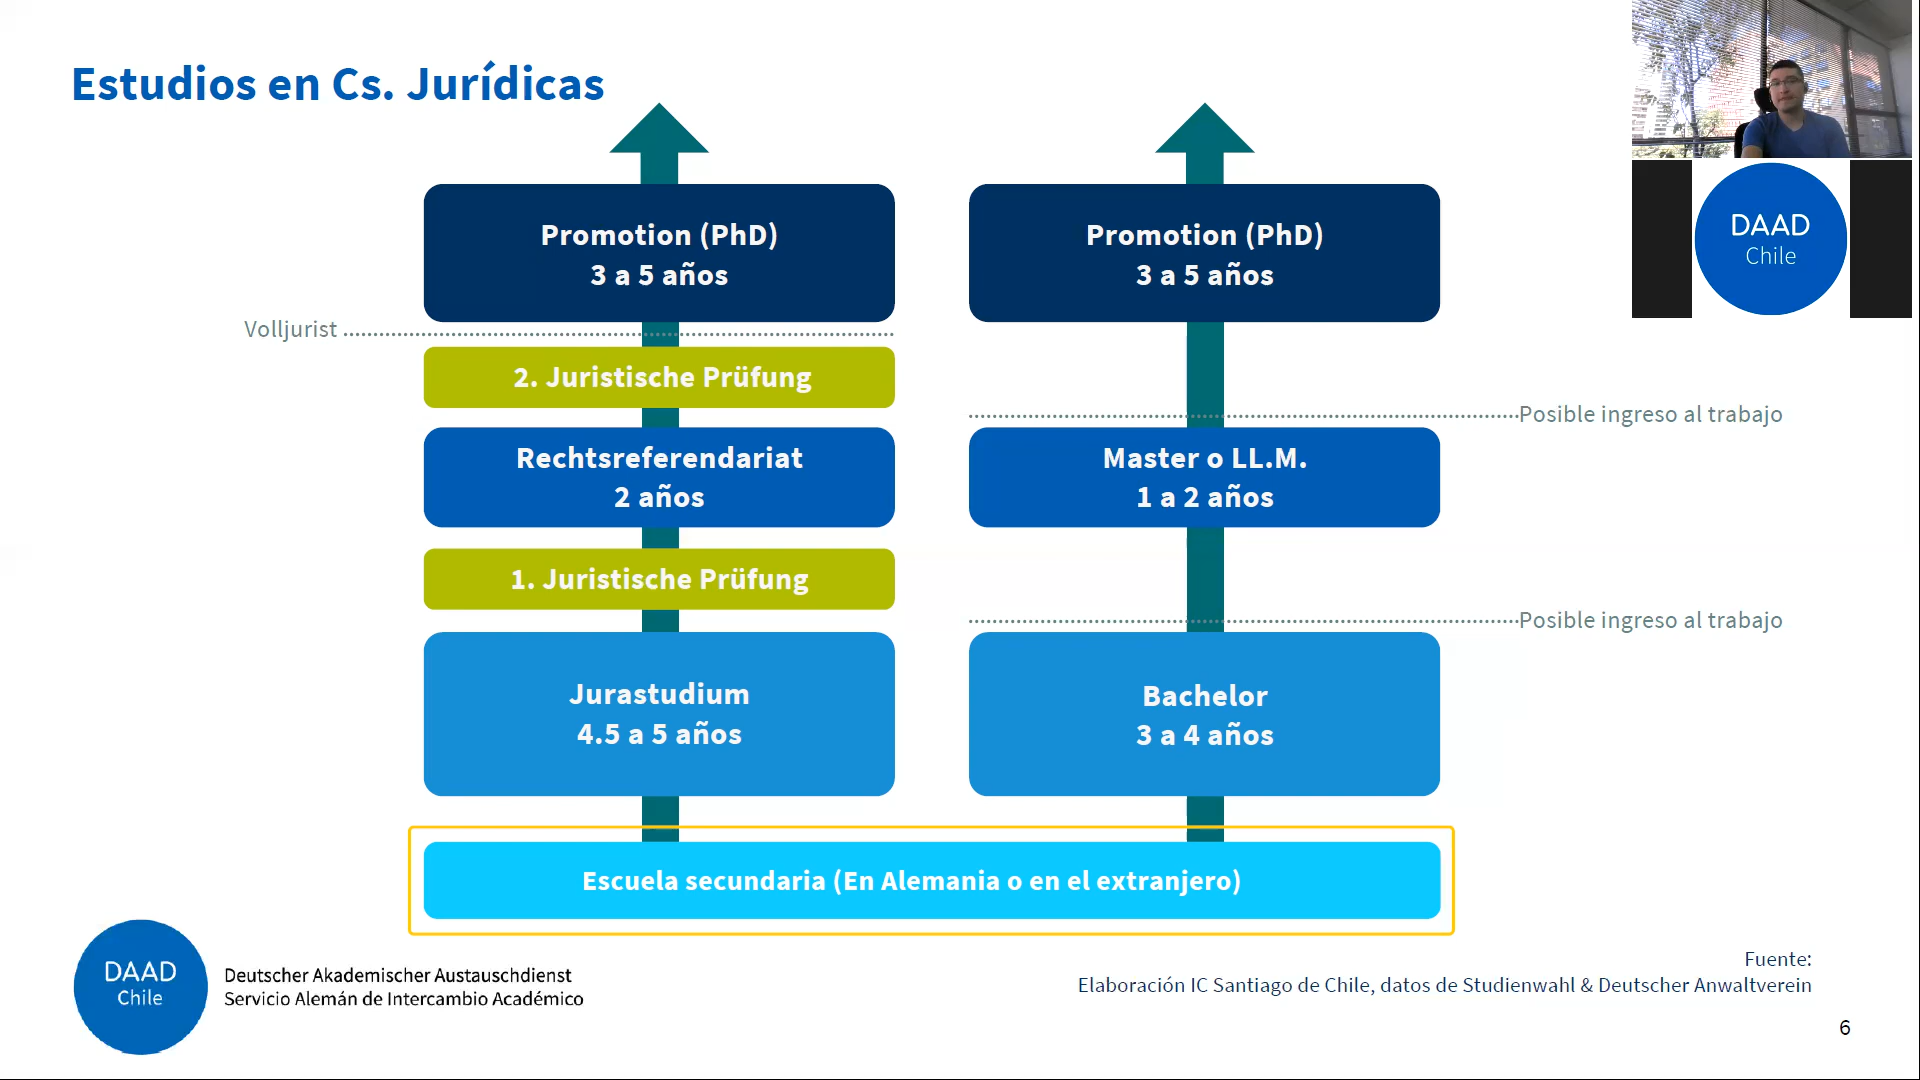 Estudios en Cs. Jurídicas
DAAD
Chile
Promotion (PhD)
3 a 5 años
Volljurist
2. Juristische Prüfung
Rechtsreferendariat
2 años
1. Juristische Prüfung
Jurastudium
4.5 a 5 años
Promotion (PhD)
3 a 5 años
Posible ingreso al trabajo
Master o LL.M.
1 a 2 años
Posible ingreso al trabajo
Bachelor
3 a 4 años
Escuela secundaria (En Alemania o en el extranjero)
DAAD
Chile
Deutscher Akademischer Austauschdienst
Servicio Alemán de Intercambio Académico
Fuente:
Elaboración IC Santiago de Chile, datos de Studienwahl & Deutscher Anwaltverein
6